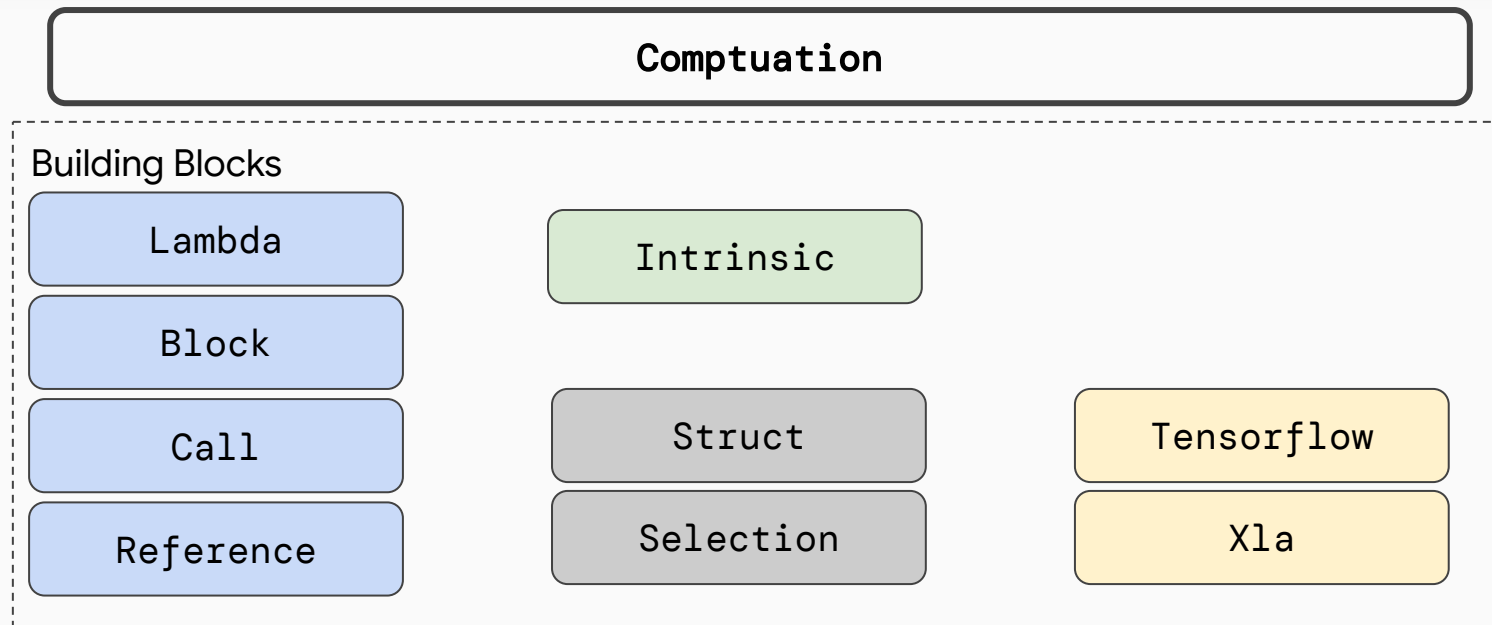 Comptuation
Building Blocks
Lambda
Block
Call
Reference
Intrinsic
Struct
Selection
Tensorflow
Xla